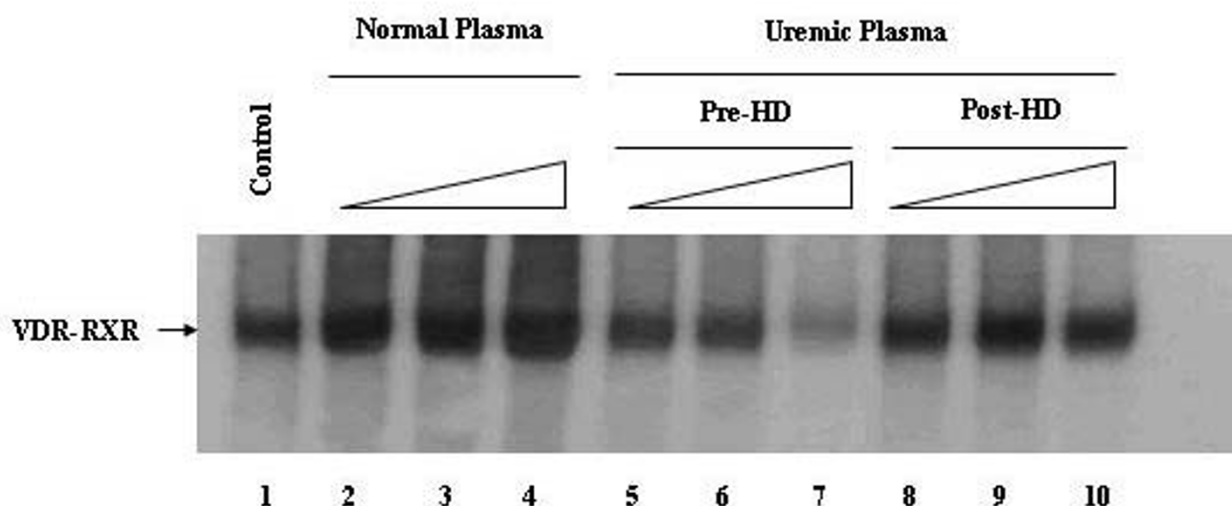 Normal Plasma
Uremic Plasma
Control
Pre-HD
Post-HD
VDR-RXR
1 2 3 4 5 6 7 8 9 10